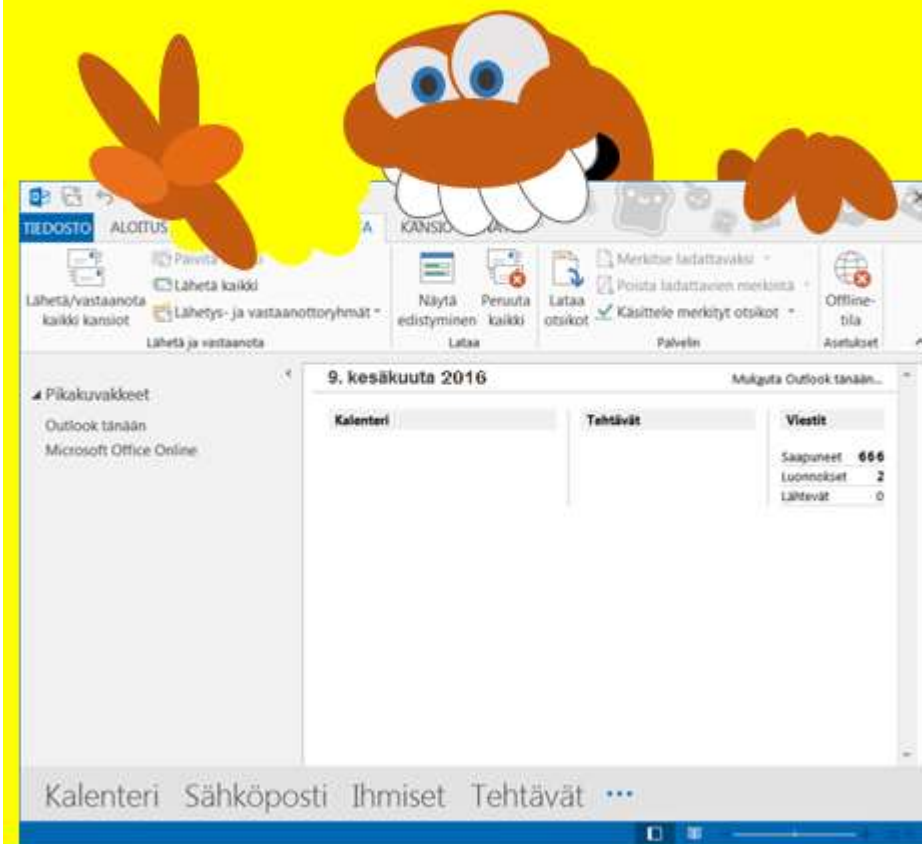 TIEDOSTO ALOITUS A KANSIO
Lähetä/vastaanota
kaikki kansiot
Lähetä kaikki
Lähetys- ja vastaanottoryhmät
Lähetä ja vastaanota
Näytä
edistyminen
Peruuta
kaikki
Lataa
Lataa
otsikot
Merkitse ladattavaksi
Poista ladattavien merkintä
Käsittele merkityt otsikot
Palvelin
Offline-
tila
Asetukset
Pikakuvakkeet
Outlook tänään
Microsoft Office Online
9. kesäkuuta 2016
Mukauta Outlook tänään...
Kalenteri
Tehtävät
Viestit
Saapuneet 666
Luonnokset 2
Lähtevät 0
Kalenteri Sähköposti Ihmiset Tehtävät ...